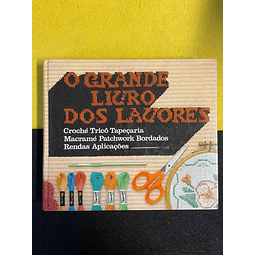 O GRANDE
LIVRO
DOS LAVORES
Croché Tricô Tapeçaria
Macramé Patchwork Bordados
Rendas Aplicações